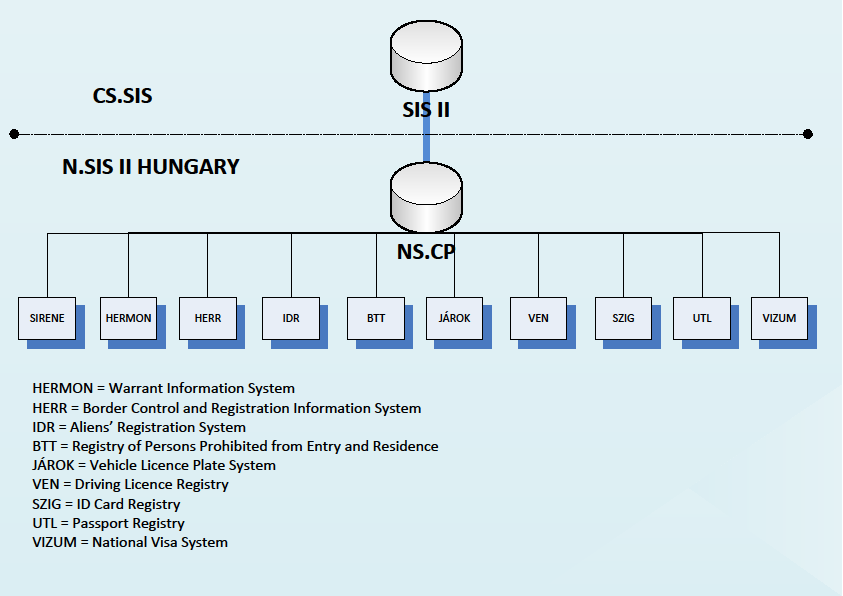 CS.SIS
SIS II
N.SIS II HUNGARY
NS.CP
SIRENE HERMON HERR IDR BTT JÁROK VEN SZIG UTL VIZUM
HERMON = Warrant Information System
HERR = Border Control and Registration Information System
IDR = Aliens’ Registration System
BTT = Registry of Persons Prohibited from Entry and Residence
JÁROK = Vehicle Licence Plate System
VEN = Driving Licence Registry
SZIG = ID Card Registry
UTL = Passport Registry
VIZUM = National Visa System